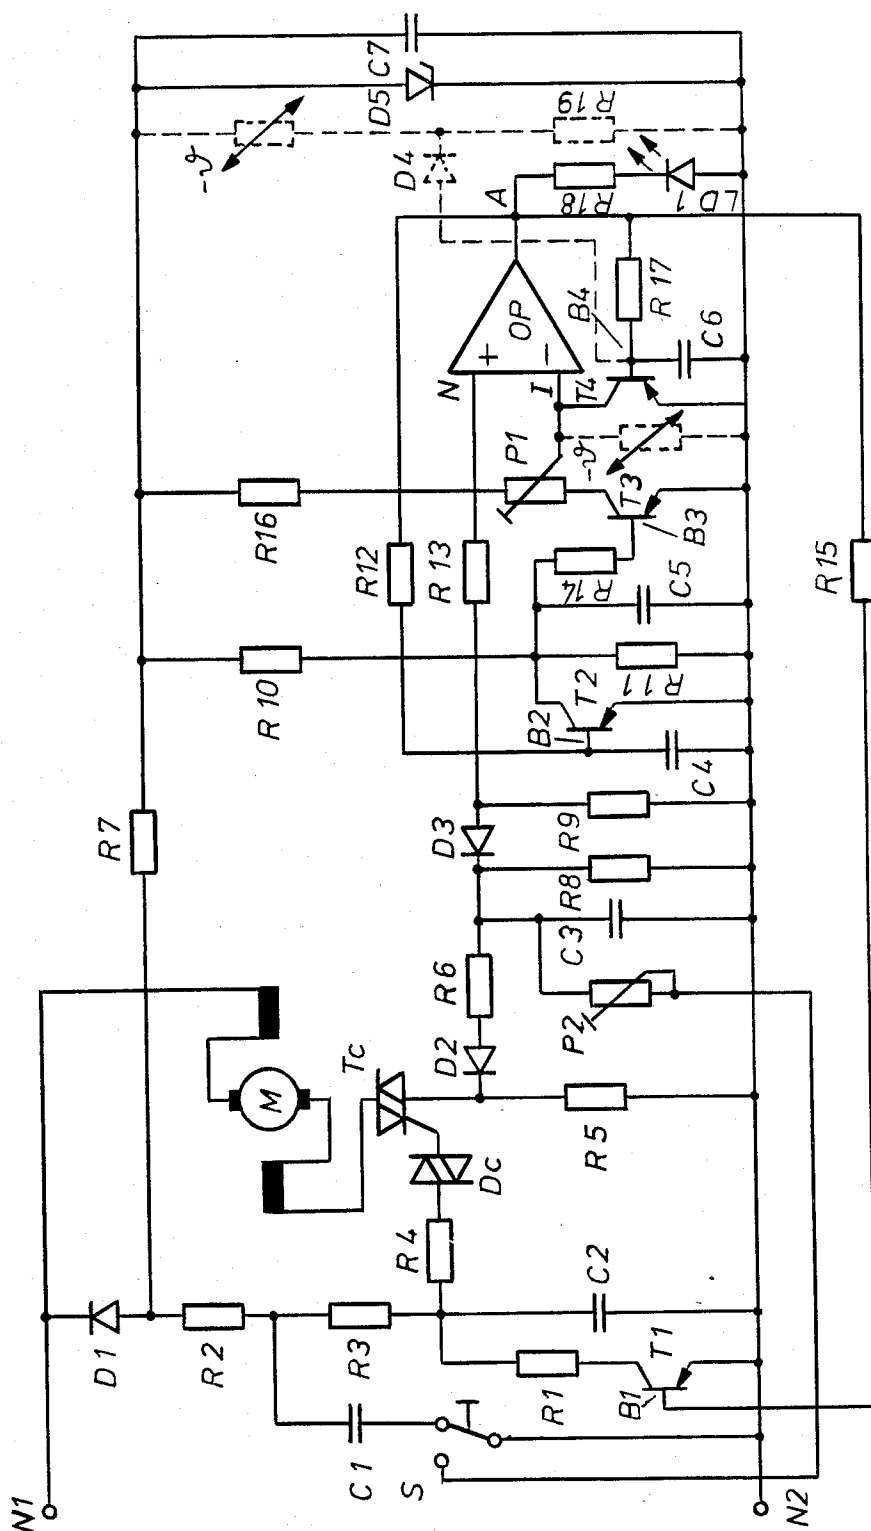 N1
D1
R2
C1
S
R3
R1
B1
T1
C2
R4
Dc
N2
M
Tc
R5
D2
R6
P2
C3
R8
R9
D3
R7
C4
B2
T2
R11
R10
R12
R13
R14
C5
R16
P1
T3
B3
-ϑ
R15
N
I
+
-
OP
T4
B4
R17
C6
A
R18
LD1
D4
R19
-ϑ
D5
C7